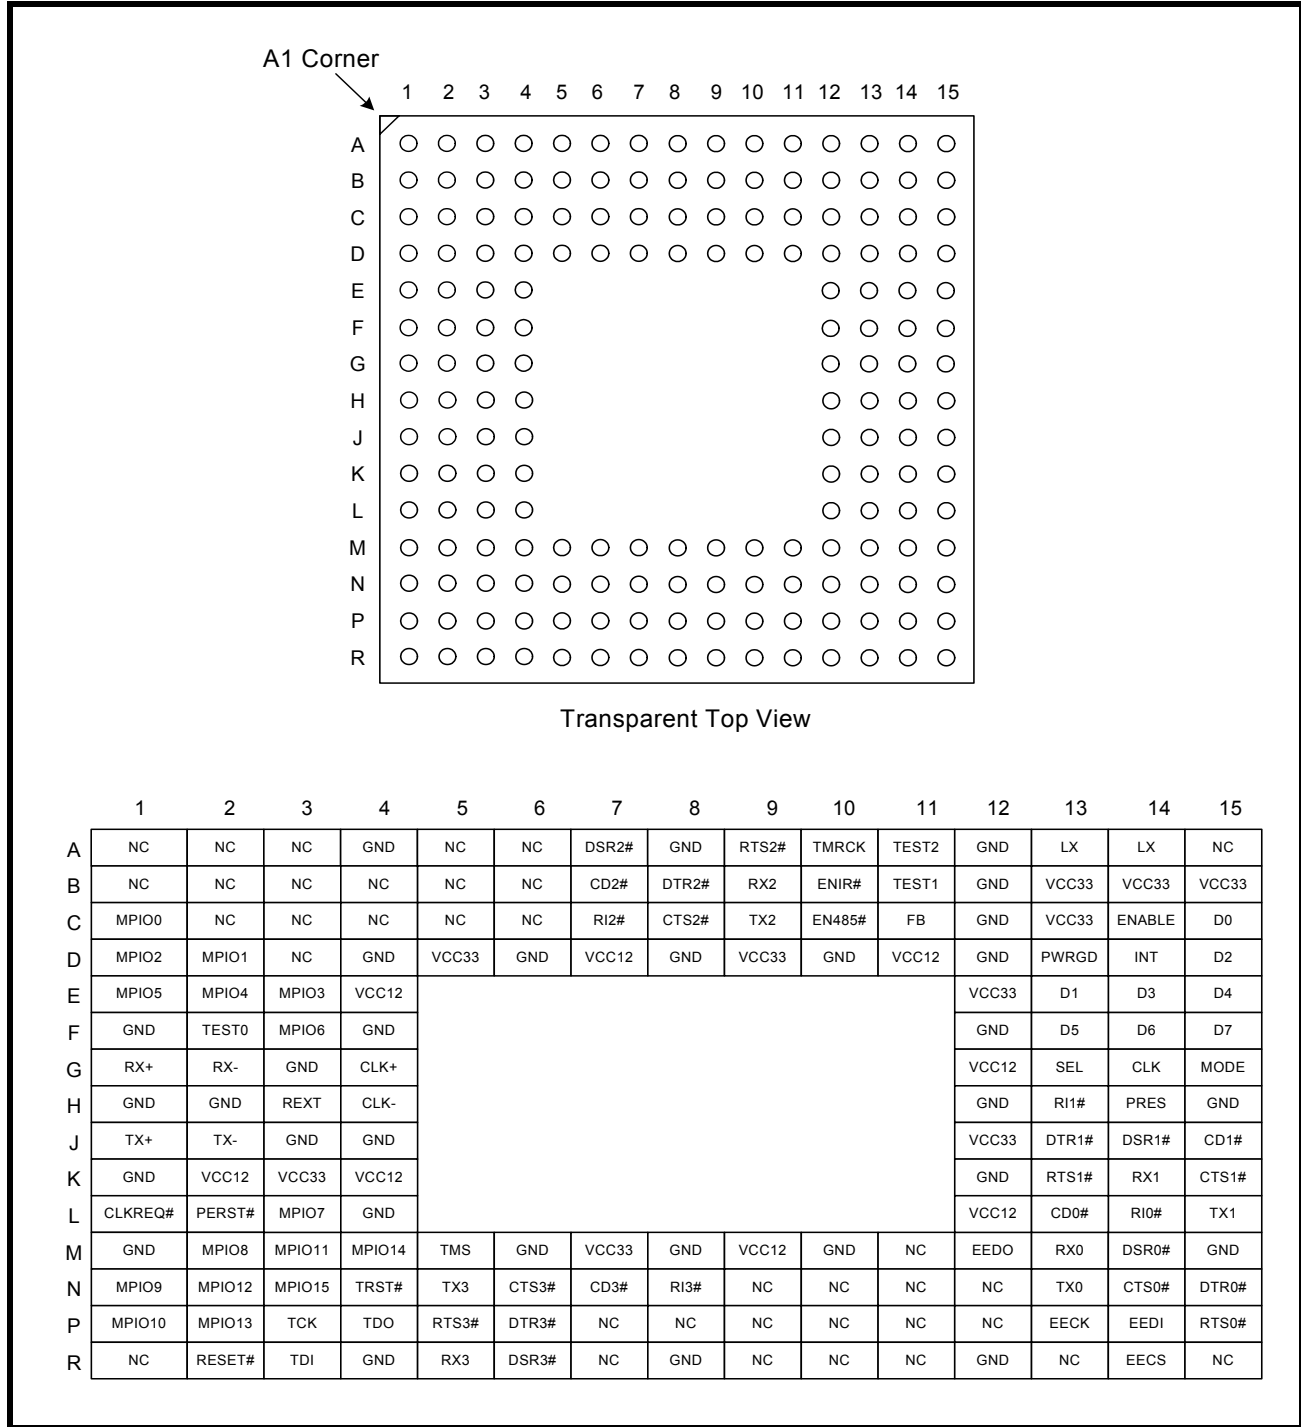 A1 Corner
1 2 3 4 5 6 7 8 9 10 11 12 13 14 15
A
B
C
D
E
F
G
H
J
K
L
M
N
P
R
Transparent Top View
1 2 3 4 5 6 7 8 9 10 11 12 13 14 15
A NC NC NC GND NC NC DSR2# GND RTS2# TMRCK TEST2 GND LX LX NC
B NC NC NC NC NC NC CD2# DTR2# RX2 ENIR# TEST1 GND VCC33 VCC33 VCC33
C MPIO0 NC NC NC NC NC RI2# CTS2# TX2 EN485# FB GND VCC33 ENABLE D0
D MPIO2 MPIO1 NC GND VCC33 GND VCC12 GND VCC33 GND VCC12 GND PWRGD INT D2
E MPIO5 MPIO4 MPIO3 VCC12 VCC33 D1 D3 D4
F GND TEST0 MPIO6 GND GND D5 D6 D7
G RX+ RX- GND CLK+ VCC12 SEL CLK MODE
H GND GND REXT CLK- GND RI1# PRES GND
J TX+ TX- GND GND VCC33 DTR1# DSR1# CD1#
K GND VCC12 VCC33 VCC12 GND RTS1# RX1 CTS1#
L CLKREQ# PERST# MPIO7 GND VCC12 CD0# RI0# TX1
M GND MPIO8 MPIO11 MPIO14 TMS GND VCC33 GND VCC12 GND NC EEDO RX0 DSR0# GND
N MPIO9 MPIO12 MPIO15 TRST# TX3 CTS3# CD3# RI3# NC NC NC NC TX0 CTS0# DTR0#
P MPIO10 MPIO13 TCK TDO RTS3# DTR3# NC NC NC NC NC NC EECK EEDI RTS0#
R NC RESET# TDI GND RX3 DSR3# NC GND NC NC NC GND NC EECS NC